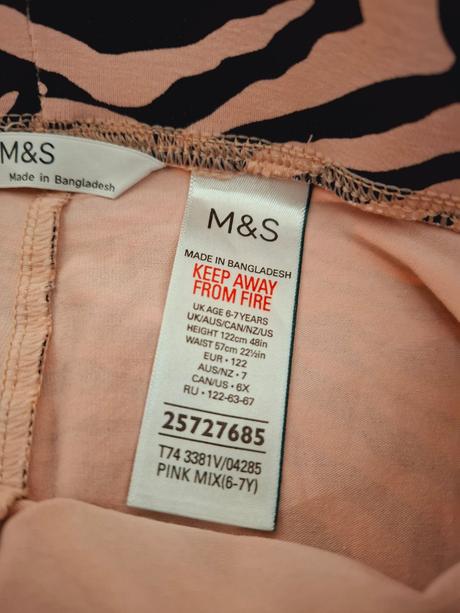 M&S
Made in Bangladesh
M&S
MADE IN BANGLADESH
KEEP AWAY
FROM FIRE
UK AGE 6-7YEARS
UK/AUS/CAN/NZ/US
HEIGHT 122cm 48in
WAIST 57cm 22½in
EUR • 122
AUS/NZ • 7
CAN/US • 6X
RU • 122-63-67
25727685
T74 3381V/04285
PINK MIX(6-7Y)